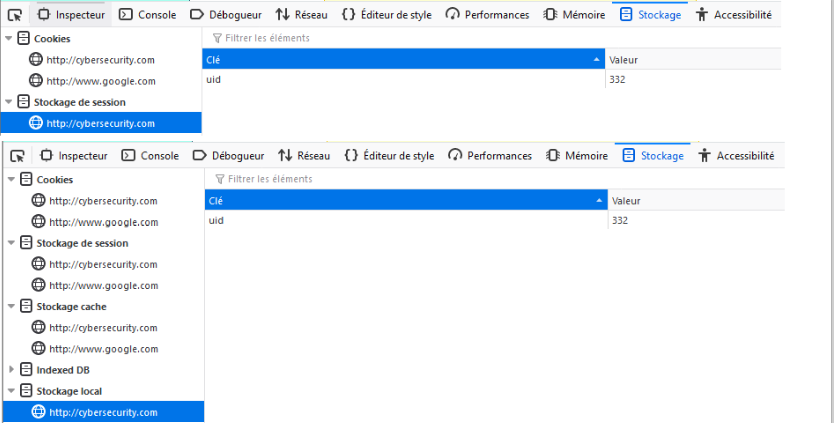 Inspecteur Console Débogueur Réseau {} Éditeur de style Performances Mémoire Stockage Accessibilité
Cookies
http://cybersecurity.com
http://www.google.com
Stockage de session
http://cybersecurity.com
Filtrer les éléments
Clé Valeur
uid 332
Inspecteur Console Débogueur Réseau {} Éditeur de style Performances Mémoire Stockage Accessibilité
Cookies
http://cybersecurity.com
http://www.google.com
Stockage de session
http://cybersecurity.com
http://www.google.com
Stockage cache
http://cybersecurity.com
http://www.google.com
Indexed DB
Stockage local
http://cybersecurity.com
Filtrer les éléments
Clé Valeur
uid 332